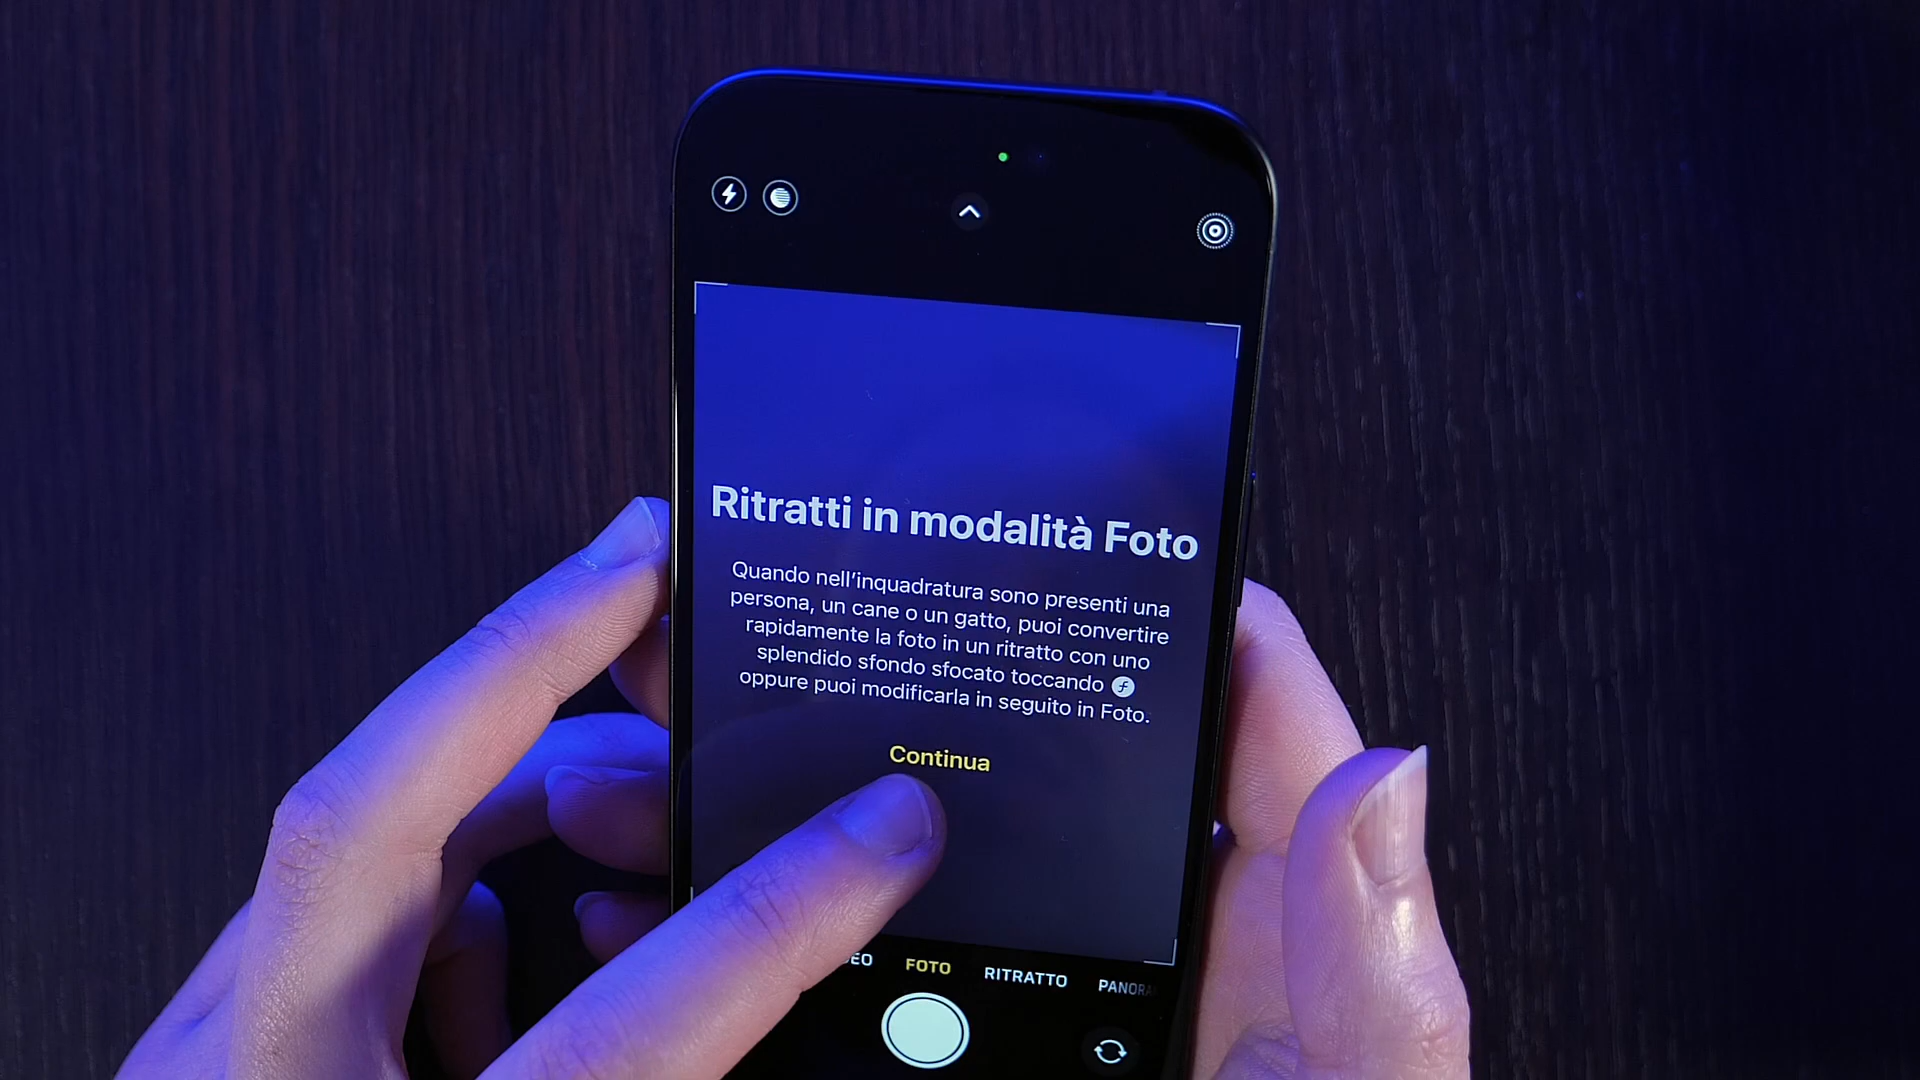 Ritratti in modalità Foto
Quando nell'inquadratura sono presenti una
persona, un cane o un gatto, puoi convertire
rapidamente la foto in un ritratto con uno
splendido sfondo sfocato toccando
oppure puoi modificarla in seguito in Foto.
Continua
FOTO RITRATTO